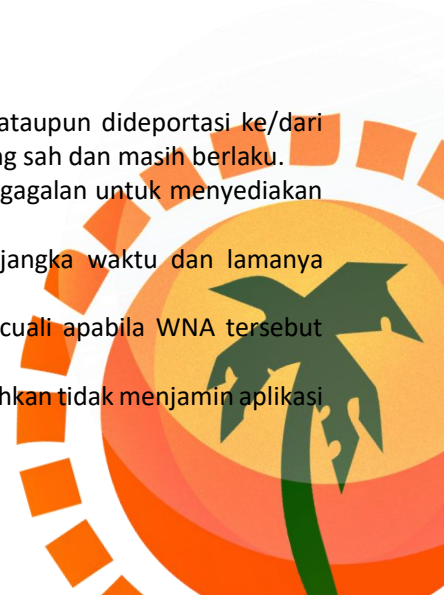 ataupun dideportasi ke/dari
ng sah dan masih berlaku.
gagalan untuk menyediakan
jangka waktu dan lamanya
cuali apabila WNA tersebut
hkan tidak menjamin aplikasi